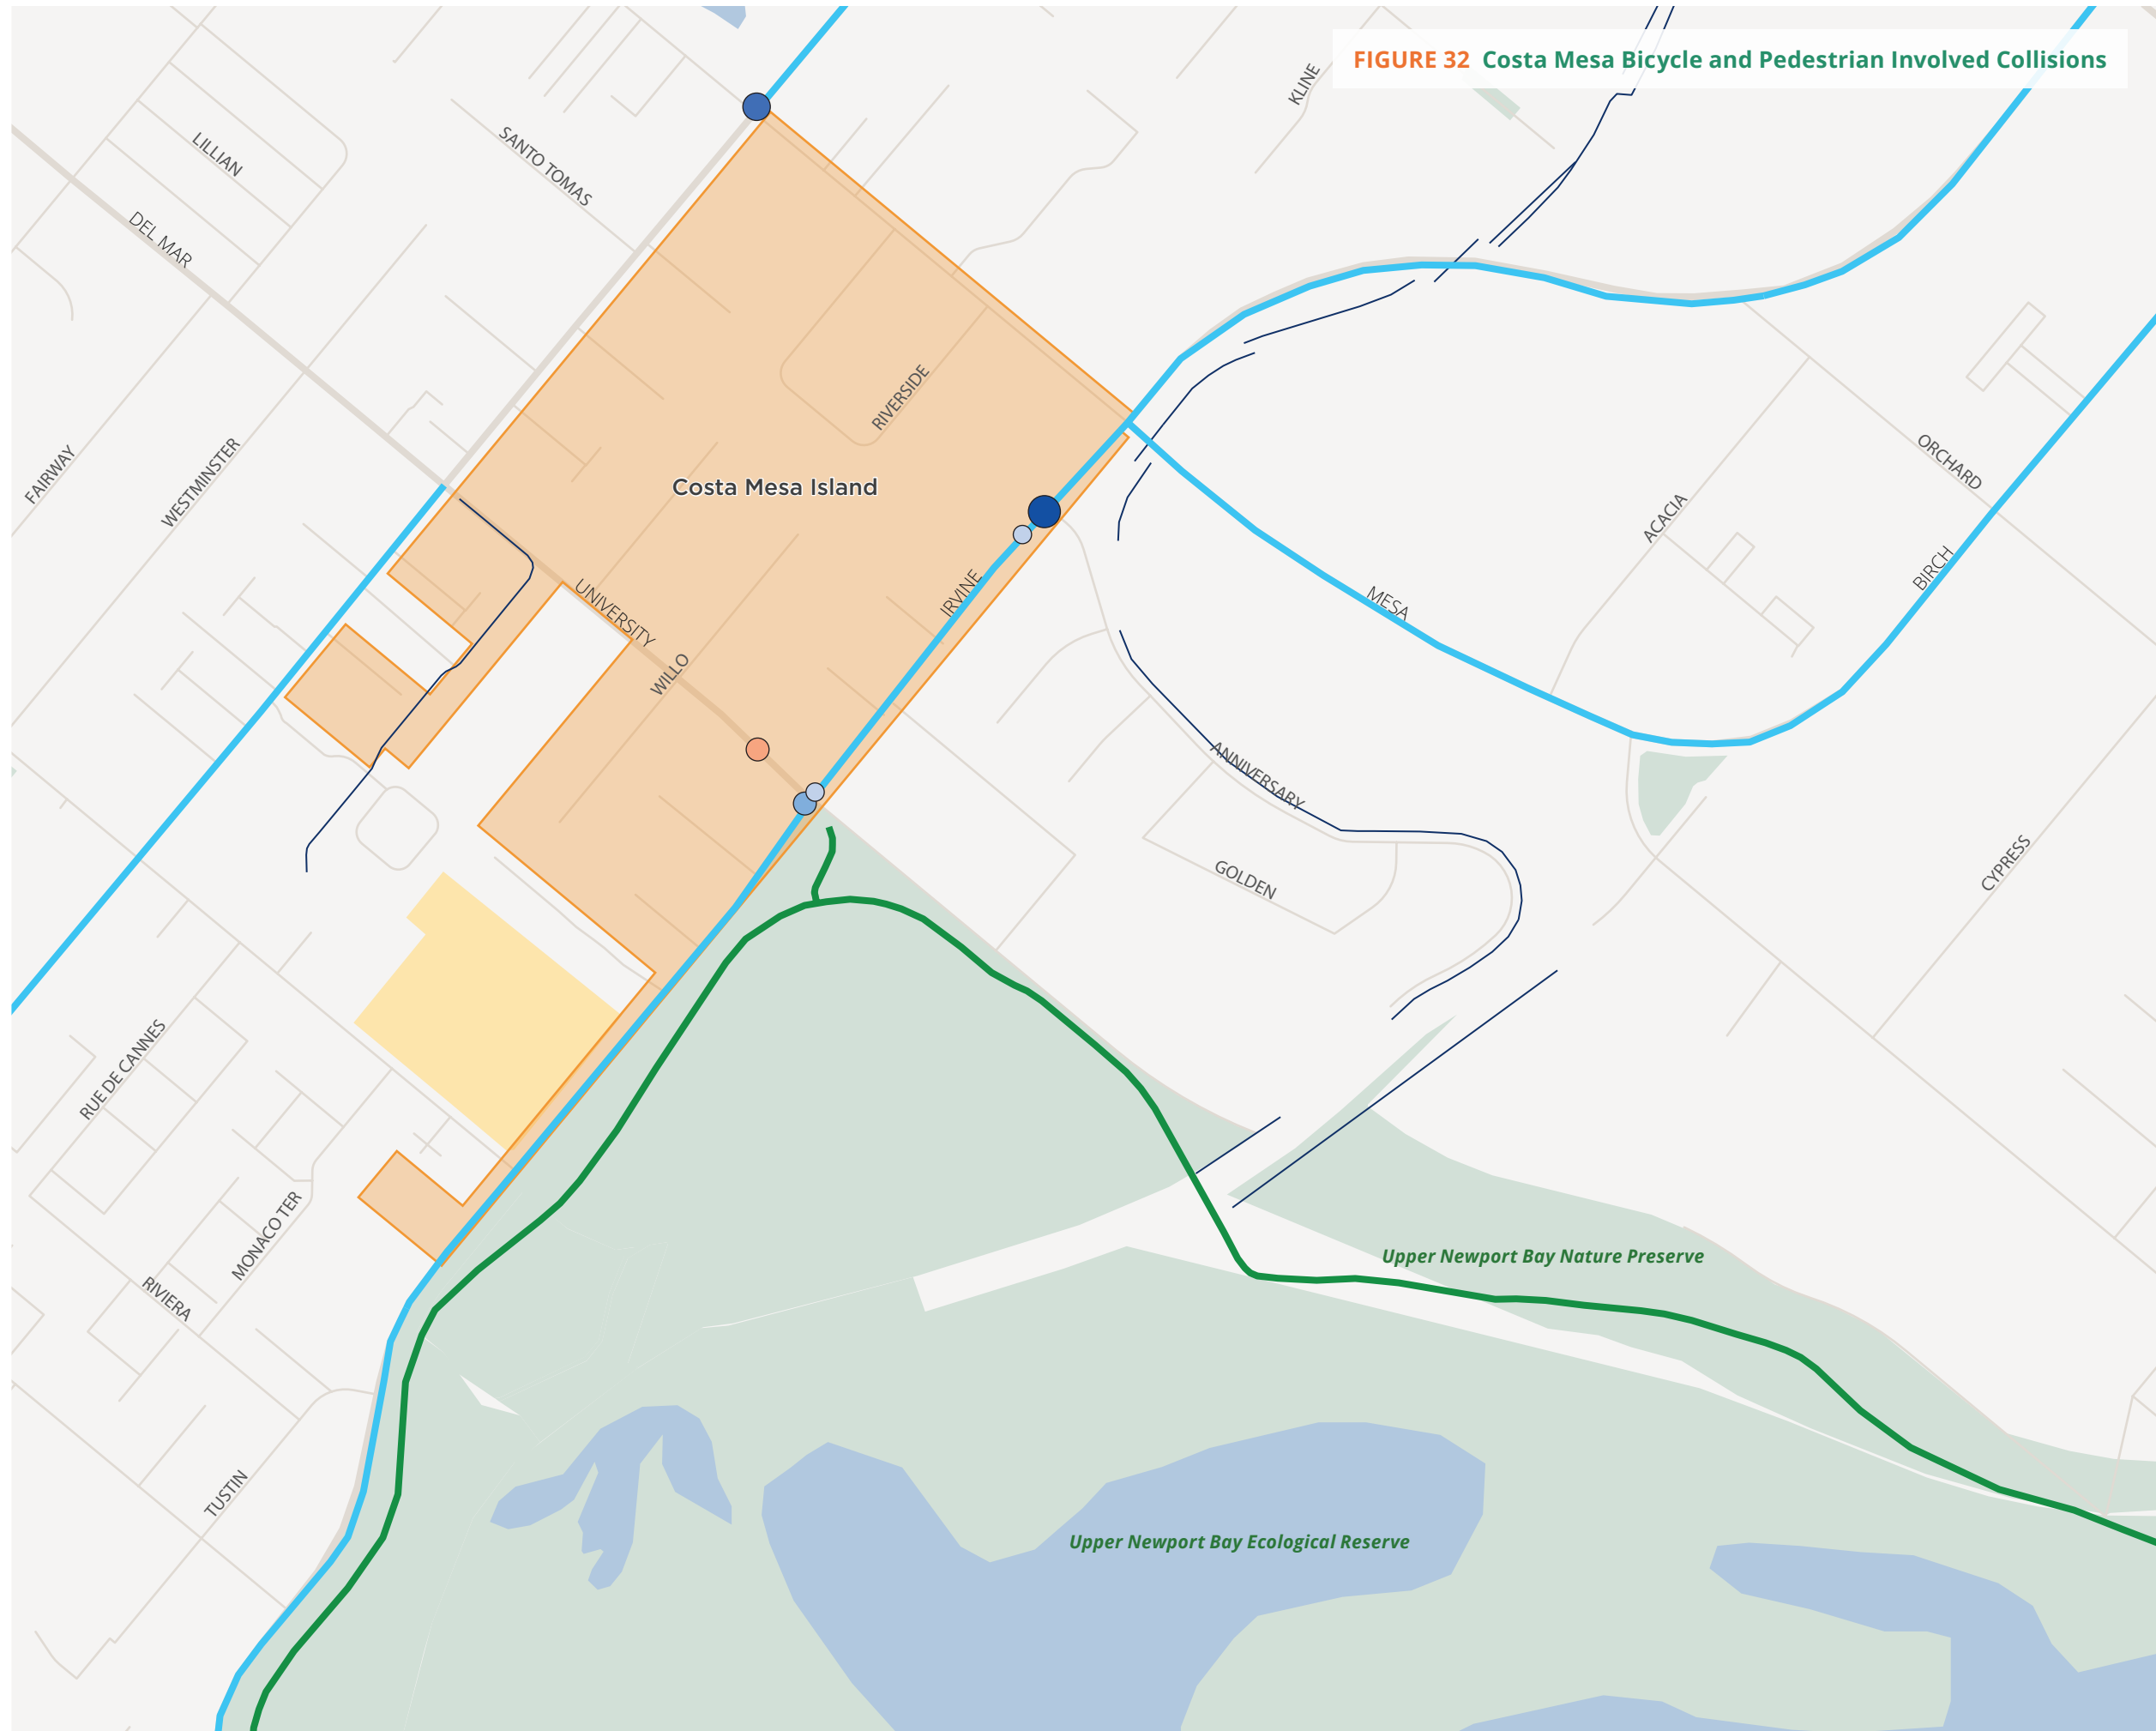 FIGURE 32 Costa Mesa Bicycle and Pedestrian Involved Collisions
KLINE
LILLIAN
SANTO TOMAS
DEL MAR
RIVERSIDE
FAIRWAY
WESTMINSTER
Costa Mesa Island
ORCHARD
ACACIA
BIRCH
IRVINE
MESA
UNIVERSITY
WILLO
ANNIVERSARY
GOLDEN
CYPRESS
RUE DE CANNES
MONACO TER
RIVIERA
Upper Newport Bay Nature Preserve
TUSTIN
Upper Newport Bay Ecological Reserve